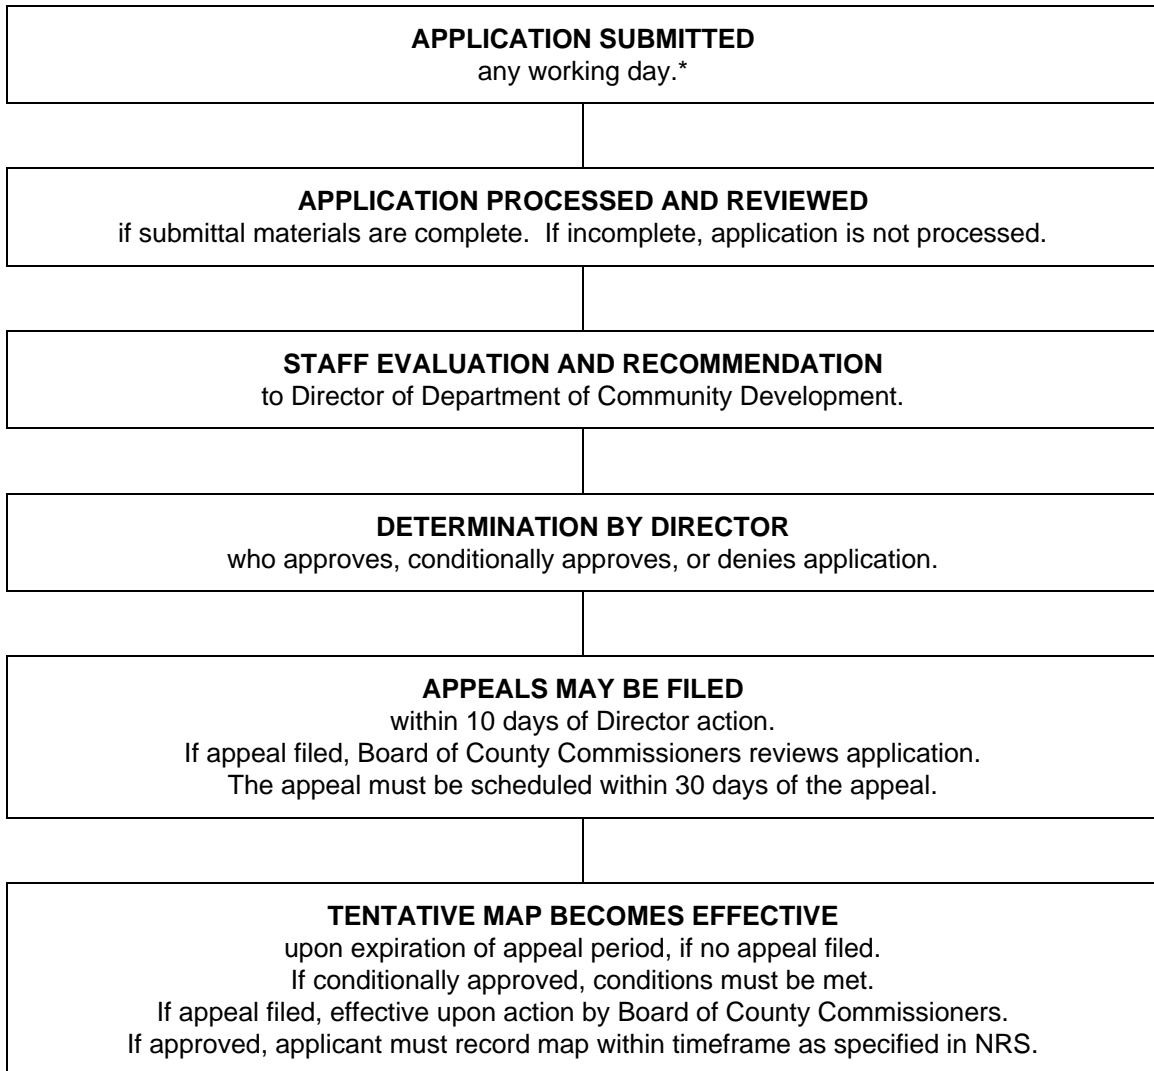 APPLICATION SUBMITTED
any working day.*
APPLICATION PROCESSED AND REVIEWED
if submittal materials are complete.  If incomplete, application is not processed.
STAFF EVALUATION AND RECOMMENDATION
to Director of Department of Community Development.
DETERMINATION BY DIRECTOR
who approves, conditionally approves, or denies application.
APPEALS MAY BE FILED
within 10 days of Director action.
If appeal filed, Board of County Commissioners reviews application.
The appeal must be scheduled within 30 days of the appeal.
TENTATIVE MAP BECOMES EFFECTIVE
upon expiration of appeal period, if no appeal filed.
If conditionally approved, conditions must be met.
If appeal filed, effective upon action by Board of County Commissioners.
If approved, applicant must record map within timeframe as specified in NRS.